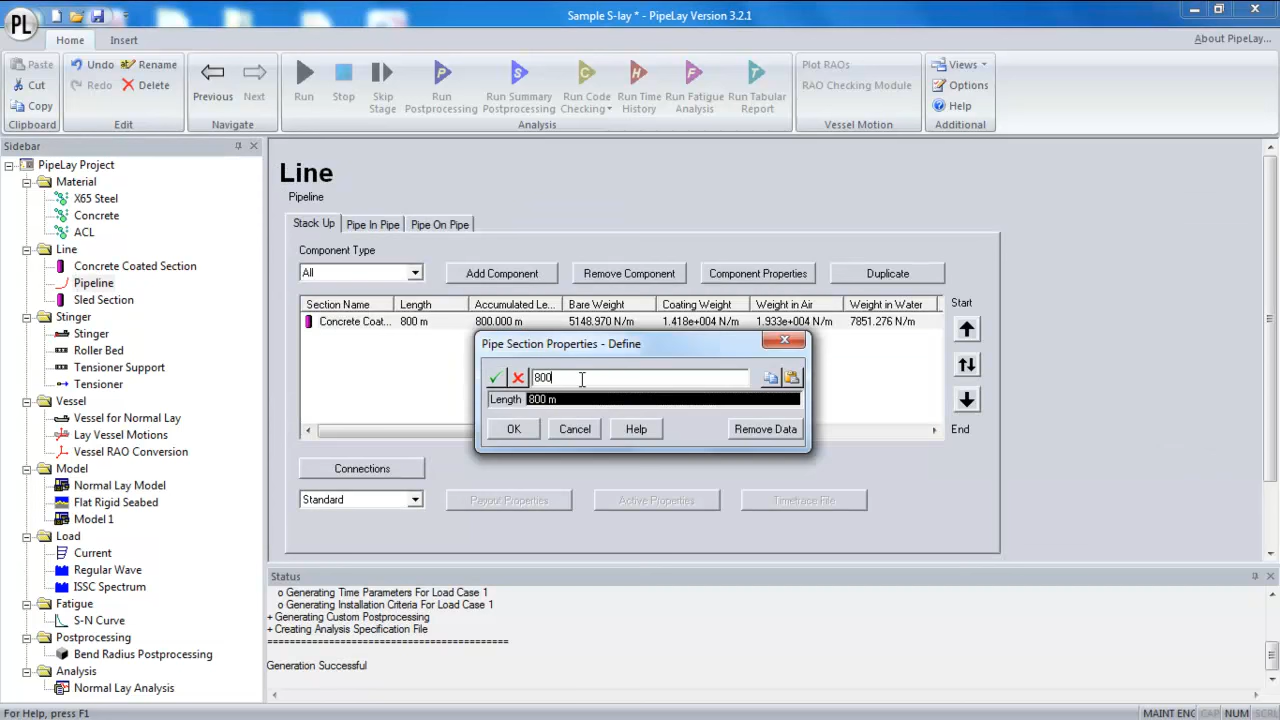 Sample S-lay * - PipeLay Version 3.2.1
PL
Home Insert About PipeLay...
Paste Cut Copy Clipboard
Undo Rename Redo Delete Edit
Previous Next Navigate
Run Stop Skip Stage Run Postprocessing Run Summary Postprocessing Run Code Checking Run Time History Run Fatigue Analysis Run Tabular Report Analysis
Plot RAOs RAO Checking Module Vessel Motion
Views Options Help Additional
Sidebar
PipeLay Project
Material
X65 Steel
Concrete
ACL
Line
Concrete Coated Section
Pipeline
Sled Section
Stinger
Stinger
Roller Bed
Tensioner Support
Tensioner
Vessel
Vessel for Normal Lay
Lay Vessel Motions
Vessel RAO Conversion
Model
Normal Lay Model
Flat Rigid Seabed
Model 1
Load
Current
Regular Wave
ISSC Spectrum
Fatigue
S-N Curve
Postprocessing
Bend Radius Postprocessing
Analysis
Normal Lay Analysis
Line
Pipeline
Stack Up Pipe In Pipe Pipe On Pipe
Component Type
All Add Component Remove Component Component Properties Duplicate
Section Name Length Accumulated Le... Bare Weight Coating Weight Weight in Air Weight in Water Start
Concrete Coat... 800 m 800.000 m 5148.970 N/m 1.418e+004 N/m 1.933e+004 N/m 7851.276 N/m
Pipe Section Properties - Define
800
Length 800 m
OK Cancel Help Remove Data
End
Connections
Standard Payout Properties Active Properties Timetrace File
Status
o Generating Time Parameters For Load Case 1
o Generating Installation Criteria For Load Case 1
+ Generating Custom Postprocessing
+ Creating Analysis Specification File
=========================================
Generation Successful
For Help, press F1 MAINT ENG CAP NUM SCRL